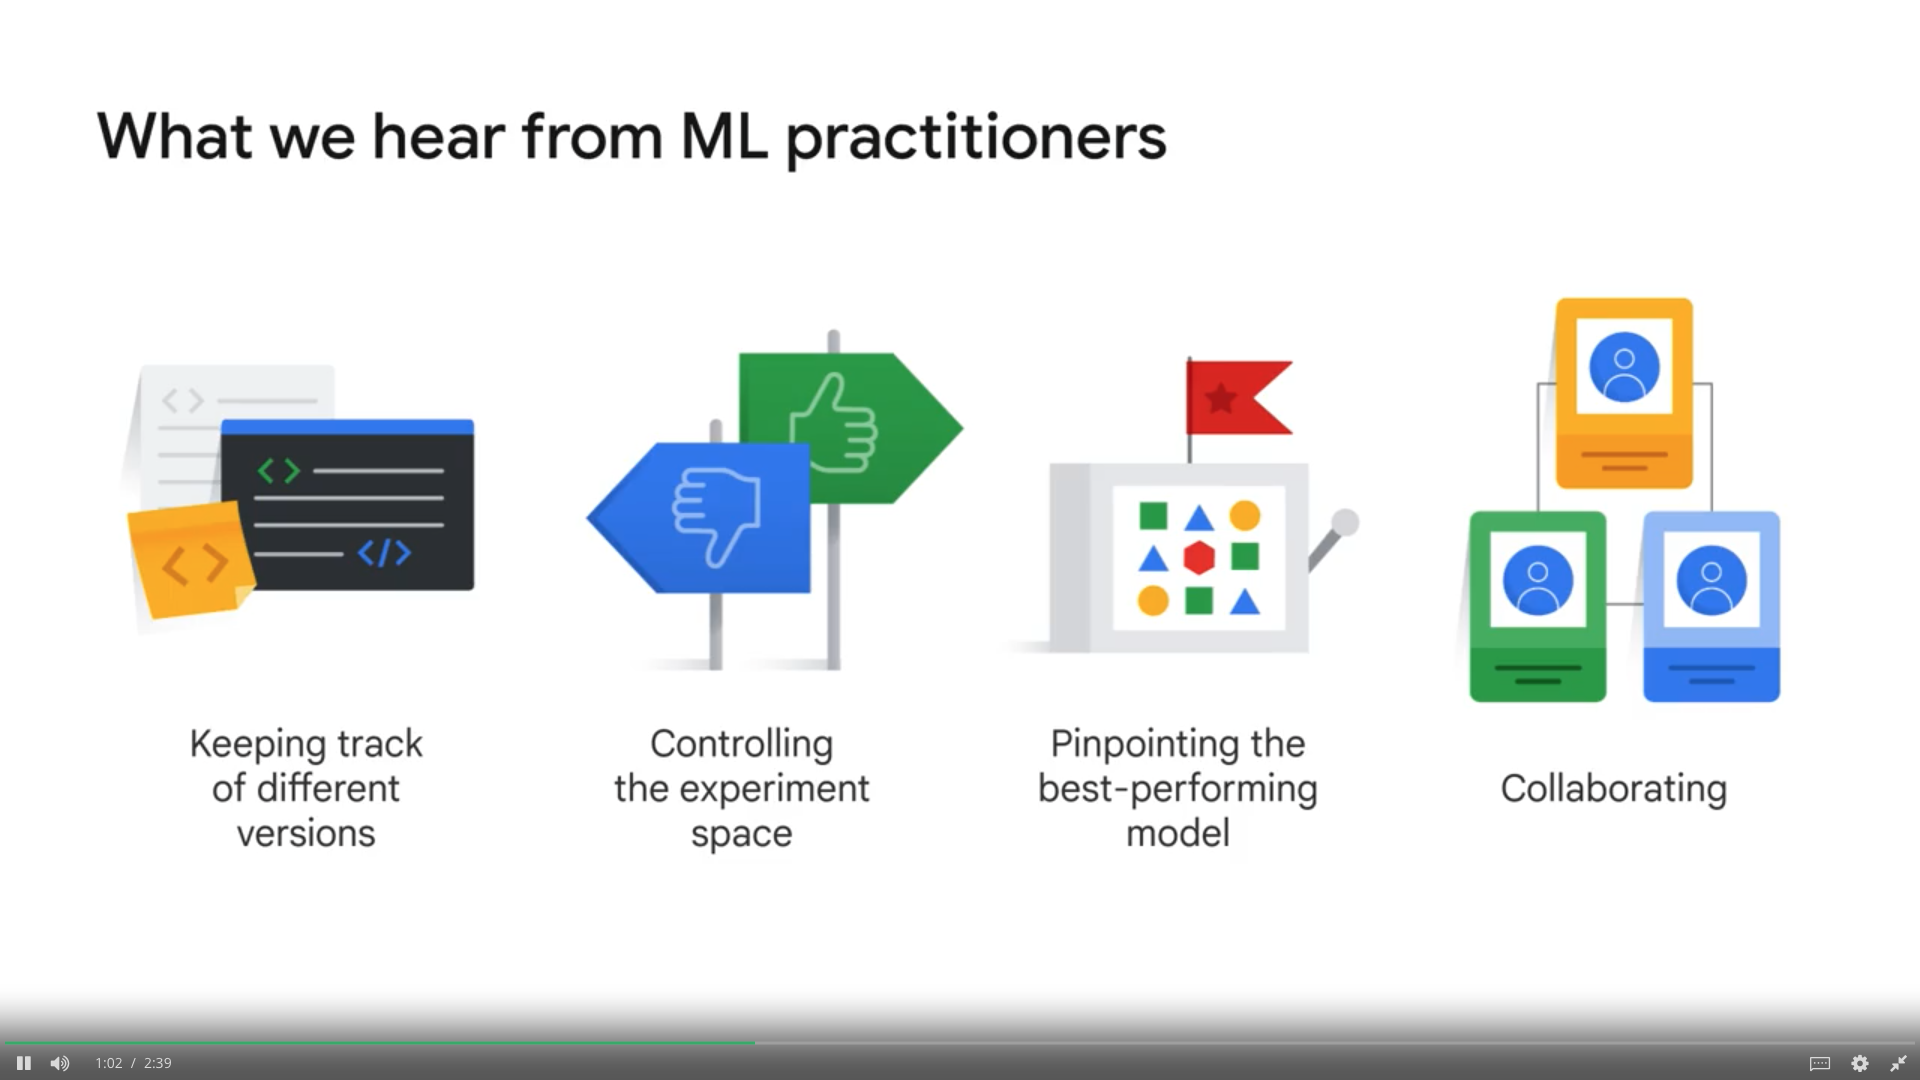 What we hear from ML practitioners
Keeping track
of different
versions
Controlling
the experiment
space
Pinpointing the
best-performing
model
Collaborating
1:02 / 2:39